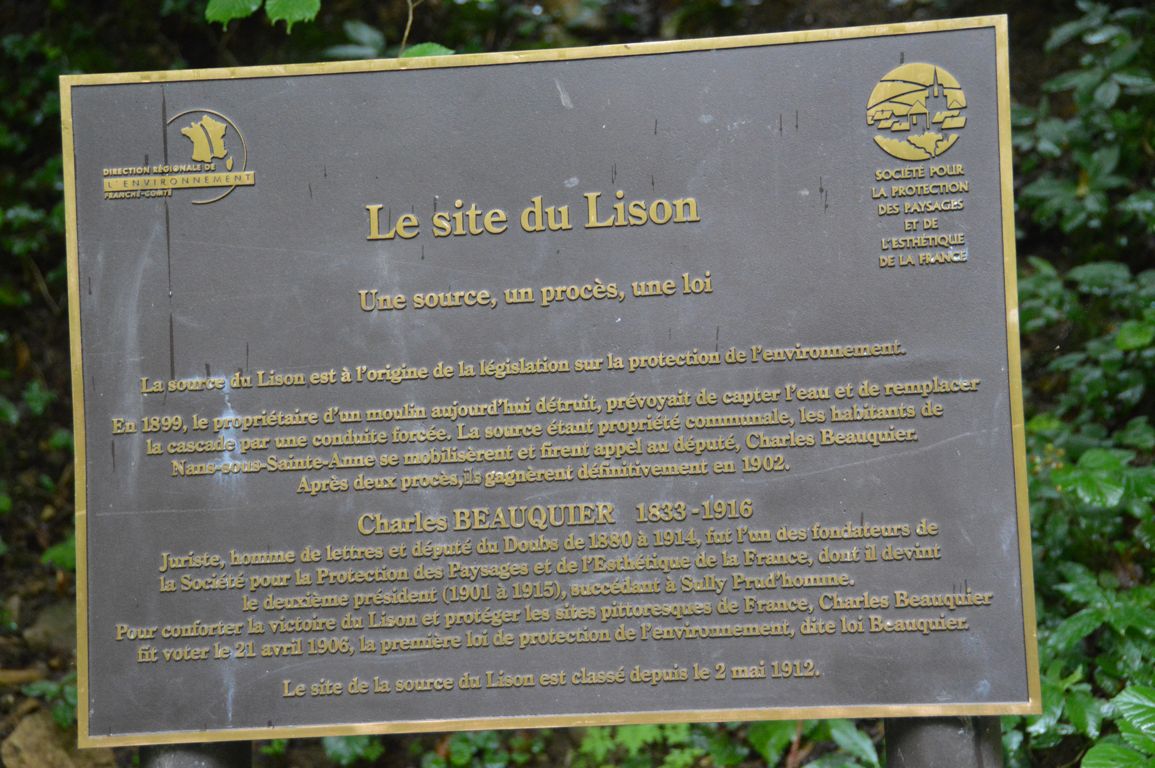 DIRECTION RÉGIONALE DE
L'ENVIRONNEMENT
FRANCHE-COMTÉ
SOCIÉTÉ POUR
LA PROTECTION
DES PAYSAGES
ET DE
L'ESTHÉTIQUE
DE LA FRANCE
Le site du Lison
Une source, un procès, une loi
La source du Lison est à l'origine de la législation sur la protection de l'environnement.
En 1899, le propriétaire d'un moulin aujourd'hui détruit, prévoyait de capter l'eau et de remplacer
la cascade par une conduite forcée. La source étant propriété communale, les habitants de
Nans-sous-Sainte-Anne se mobilisèrent et firent appel au député, Charles Beauquier.
Après deux procès, ils gagnèrent définitivement en 1902.
Charles BEAUQUIER 1833-1916
Juriste, homme de lettres et député du Doubs de 1880 à 1914, fut l'un des fondateurs de
la Société pour la Protection des Paysages et de l'Esthétique de la France, dont il devint
le deuxième président (1901 à 1915), succédant à Sully Prud'homme.
Pour conforter la victoire du Lison et protéger les sites pittoresques de France, Charles Beauquier
fit voter le 21 avril 1906, la première loi de protection de l'environnement, dite loi Beauquier.
Le site de la source du Lison est classé depuis le 2 mai 1912.